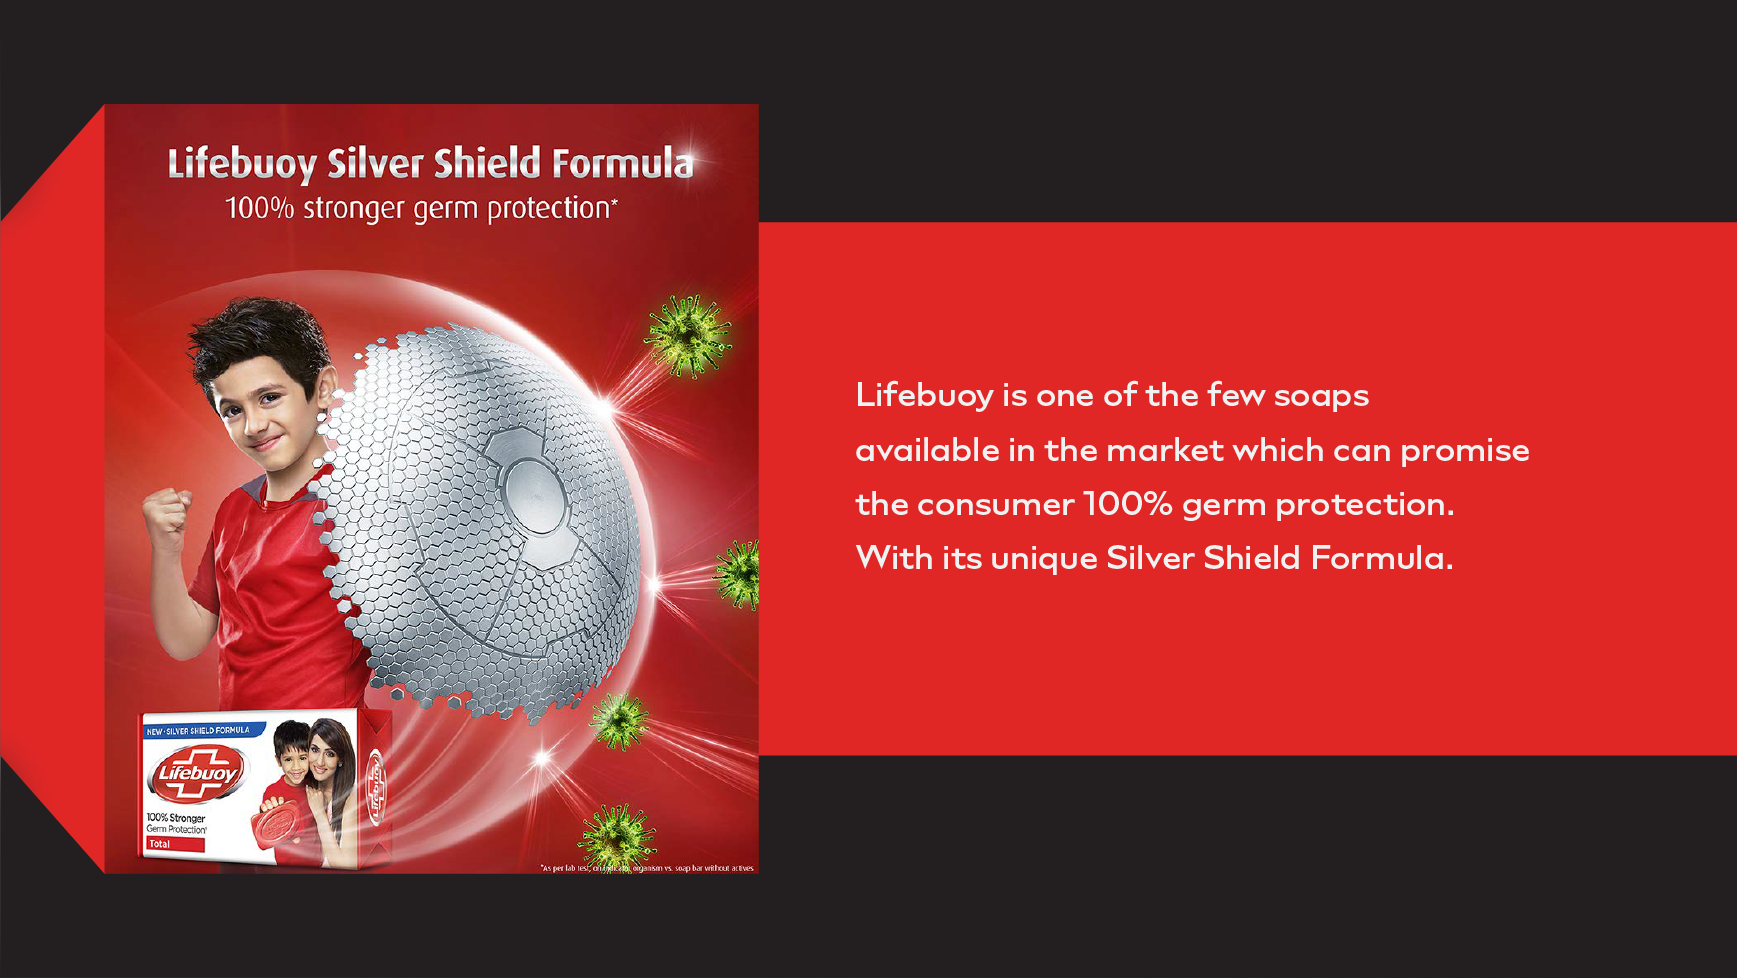 Lifebuoy Silver Shield Formula
100% stronger germ protection*
NEW - SILVER SHIELD FORMULA
Lifebuoy
100% Stronger
Germ Protection†
Total
Lifebuoy
*As per lab test, on indicator organism vs. soap bar without actives
Lifebuoy is one of the few soaps
available in the market which can promise
the consumer 100% germ protection.
With its unique Silver Shield Formula.